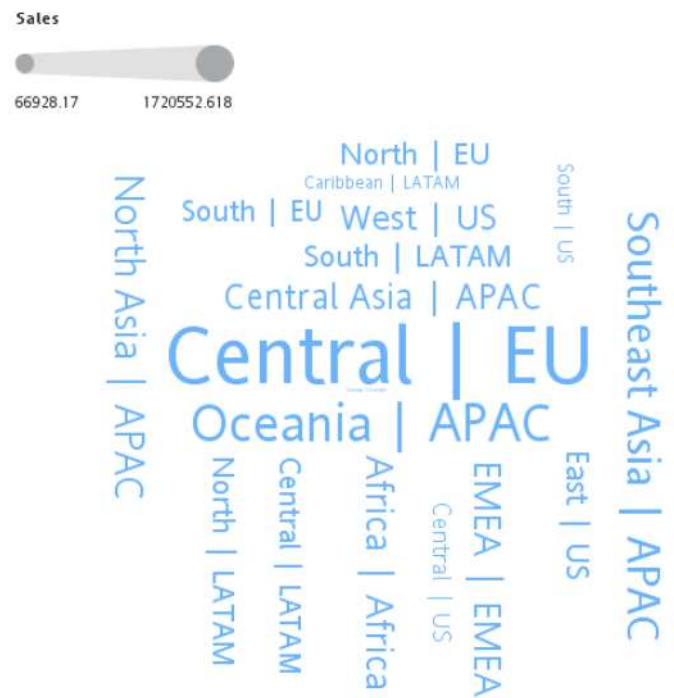 Sales
66928.17
1720552.618
North | EU
Caribbean | LATAM
South | EU
West | US
South | US
South | LATAM
Central Asia | APAC
North Asia | APAC
Southeast Asia | APAC
Central | EU
Oceania | APAC
North | LATAM
Central | LATAM
Africa | Africa
Central | US
EMEA | EMEA
East | US